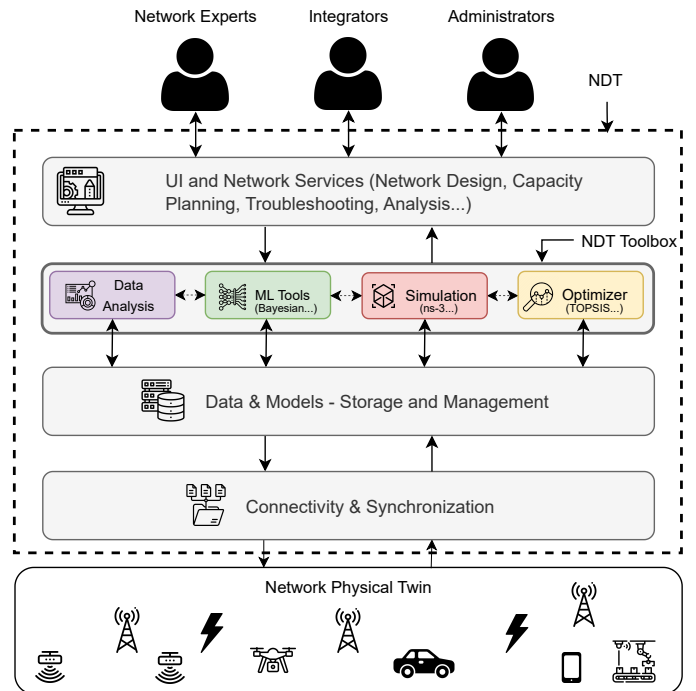 Network Experts
Integrators
Administrators
NDT
UI and Network Services (Network Design, Capacity
Planning, Troubleshooting, Analysis...)
NDT Toolbox
Data
Analysis
ML Tools
(Bayesian...)
Simulation
(ns-3...)
Optimizer
(TOPSIS...)
Data & Models - Storage and Management
Connectivity & Synchronization
Network Physical Twin